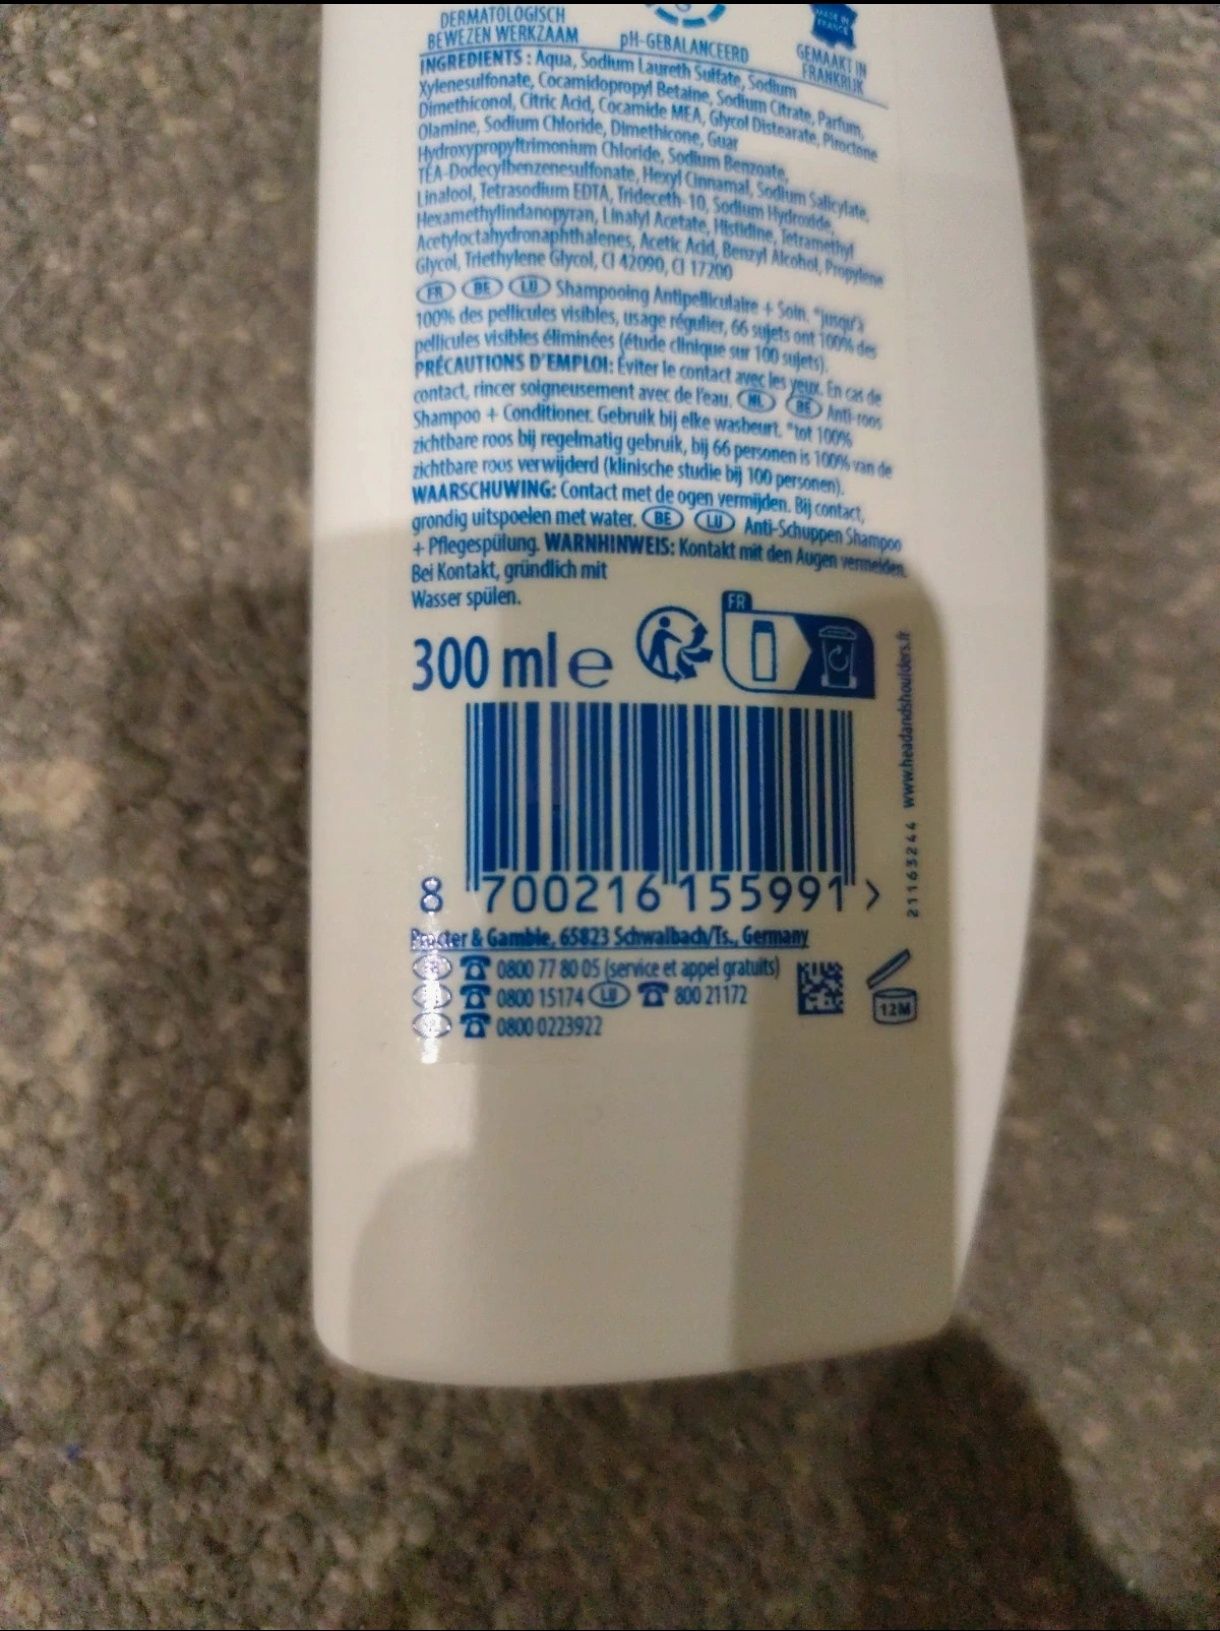 DERMATOLOGISCH
BEWEZEN WERKZAAM
pH-GEBALANCEERD
MADE IN
FRANCE
GEMAAKT IN
FRANKRIJK
INGREDIENTS : Aqua, Sodium Laureth Sulfate, Sodium
Xylenesulfonate, Cocamidopropyl Betaine, Sodium Citrate, Parfum,
Dimethiconol, Citric Acid, Cocamide MEA, Glycol Distearate, Piroctone
Olamine, Sodium Chloride, Dimethicone, Guar
Hydroxypropyltrimonium Chloride, Sodium Benzoate,
TEA-Dodecylbenzenesulfonate, Hexyl Cinnamal, Sodium Salicylate,
Linalool, Tetrasodium EDTA, Trideceth-10, Sodium Hydroxide,
Hexamethylindanopyran, Linalyl Acetate, Histidine, Tetramethyl
Acetyloctahydronaphthalenes, Acetic Acid, Benzyl Alcohol, Propylene
Glycol, Triethylene Glycol, CI 42090, CI 17200
FR BE LU Shampooing Antipelliculaire + Soin. *jusqu'à
100% des pellicules visibles, usage régulier, 66 sujets ont 100% des
pellicules visibles éliminées (étude clinique sur 100 sujets).
PRÉCAUTIONS D'EMPLOI: Éviter le contact avec les yeux. En cas de
contact, rincer soigneusement avec de l'eau. NL BE Anti-roos
Shampoo + Conditioner. Gebruik bij elke wasbeurt. *tot 100%
zichtbare roos bij regelmatig gebruik, bij 66 personen is 100% van de
zichtbare roos verwijderd (klinische studie bij 100 personen).
WAARSCHUWING: Contact met de ogen vermijden. Bij contact,
grondig uitspoelen met water. BE LU Anti-Schuppen Shampoo
+ Pflegespülung. WARNHINWEIS: Kontakt mit den Augen vermeiden.
Bei Kontakt, gründlich mit
Wasser spülen.
300 ml e
FR
8 700216 155991 >
21163244 www.headandshoulders.fr
Procter & Gamble, 65823 Schwalbach/Ts., Germany
0800 77 80 05 (service et appel gratuits)
0800 15174 LU 800 21172
0800 0223922
12M